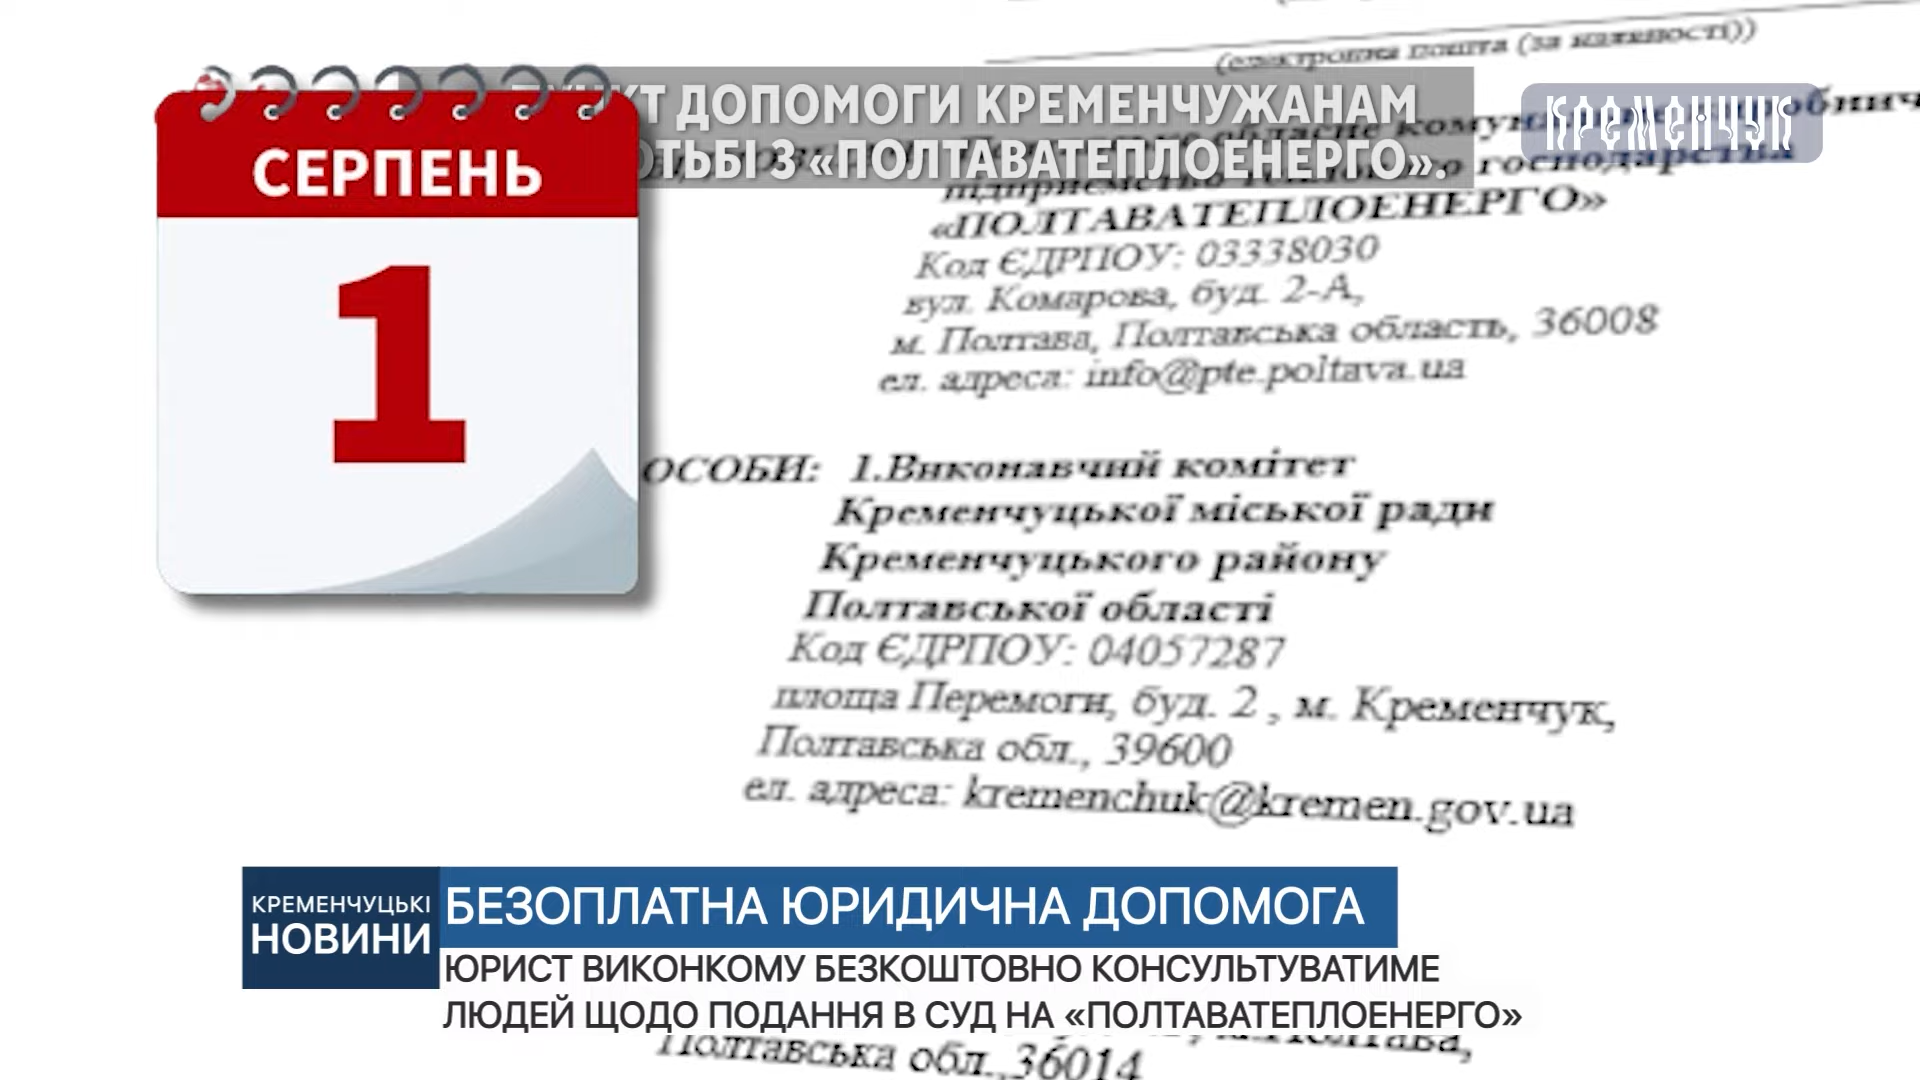 (електронна пошта (за наявності))
ПУНКТ ДОПОМОГИ КРЕМЕНЧУЖАНАМ
З «ПОЛТАВАТЕПЛОЕНЕРГО».
КРЕМЕНЧУК
СЕРПЕНЬ
1
обласне
підприємство господарства
«ПОЛТАВАТЕПЛОЕНЕРГО»
Код ЄДРПОУ: 03338030
вул. Комарова, буд. 2-А,
м. Полтава, Полтавська область, 36008
ел. адреса: info@pte.poltava.ua
ОСОБИ: 1.Виконавчий комітет
Кременчуцької міської ради
Кременчуцького району
Полтавської області
Код ЄДРПОУ: 04057287
площа Перемоги, буд. 2 , м. Кременчук,
Полтавська обл., 39600
ел. адреса: kremenchuk@kremen.gov.ua
КРЕМЕНЧУЦЬКІ
НОВИНИ
БЕЗОПЛАТНА ЮРИДИЧНА ДОПОМОГА
ЮРИСТ ВИКОНКОМУ БЕЗКОШТОВНО КОНСУЛЬТУВАТИМЕ
ЛЮДЕЙ ЩОДО ПОДАННЯ В СУД НА «ПОЛТАВАТЕПЛОЕНЕРГО»
Полтавська обл.,36014